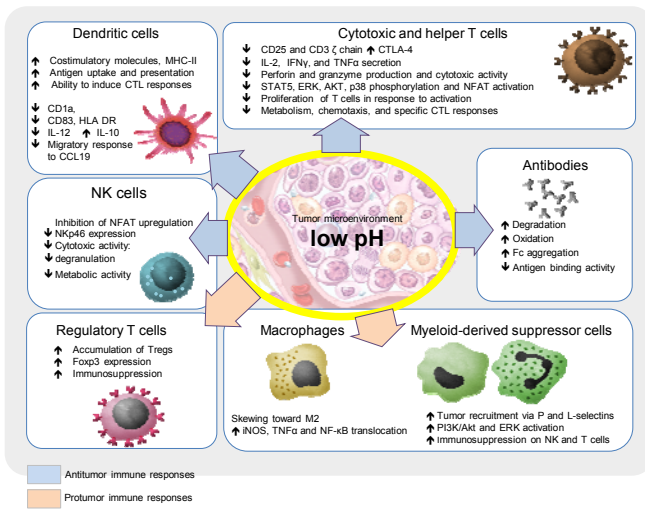 Dendritic cells
↑ Costimulatory molecules, MHC-II
↑ Antigen uptake and presentation
↑ Ability to induce CTL responses
↓ CD1a,
↓ CD83, HLA DR
↓ IL-12 ↑ IL-10
↓ Migratory response
to CCL19
Cytotoxic and helper T cells
↓ CD25 and CD3 ζ chain ↑ CTLA-4
↓ IL-2, IFNγ, and TNFα secretion
↓ Perforin and granzyme production and cytotoxic activity
↓ STAT5, ERK, AKT, p38 phosphorylation and NFAT activation
↓ Proliferation of T cells in response to activation
↓ Metabolism, chemotaxis, and specific CTL responses
NK cells
Inhibition of NFAT upregulation
↓ NKp46 expression
↓ Cytotoxic activity:
↓ degranulation
↓ Metabolic activity
Tumor microenvironment
low pH
Antibodies
↑ Degradation
↑ Oxidation
↑ Fc aggregation
↓ Antigen binding activity
Regulatory T cells
↑ Accumulation of Tregs
↑ Foxp3 expression
↑ Immunosuppression
Macrophages
Skewing toward M2
↑ iNOS, TNFα and NF-κB translocation
Myeloid-derived suppressor cells
↑ Tumor recruitment via P and L-selectins
↑ PI3K/Akt and ERK activation
↑ Immunosuppression on NK and T cells
Antitumor immune responses
Protumor immune responses